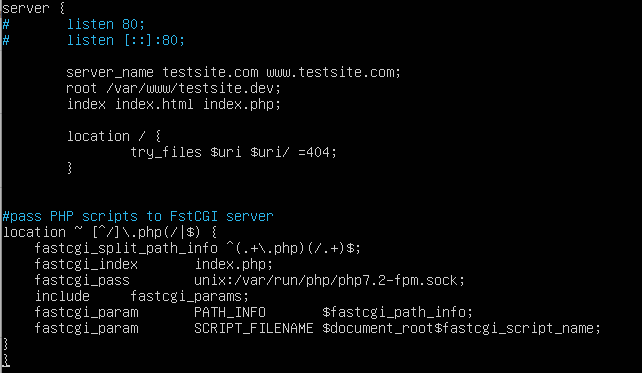 server {
#       listen 80;
#       listen [::]:80;
        server_name testsite.com www.testsite.com;
        root /var/www/testsite.dev;
        index index.html index.php;
        location / {
                try_files $uri $uri/ =404;
        }
#pass PHP scripts to FstCGI server
location ~ [^/]\.php(/|$) {
    fastcgi_split_path_info ^(.+\.php)(/.+)$;
    fastcgi_index       index.php;
    fastcgi_pass        unix:/var/run/php/php7.2-fpm.sock;
    include     fastcgi_params;
    fastcgi_param       PATH_INFO       $fastcgi_path_info;
    fastcgi_param       SCRIPT_FILENAME $document_root$fastcgi_script_name;
}
}